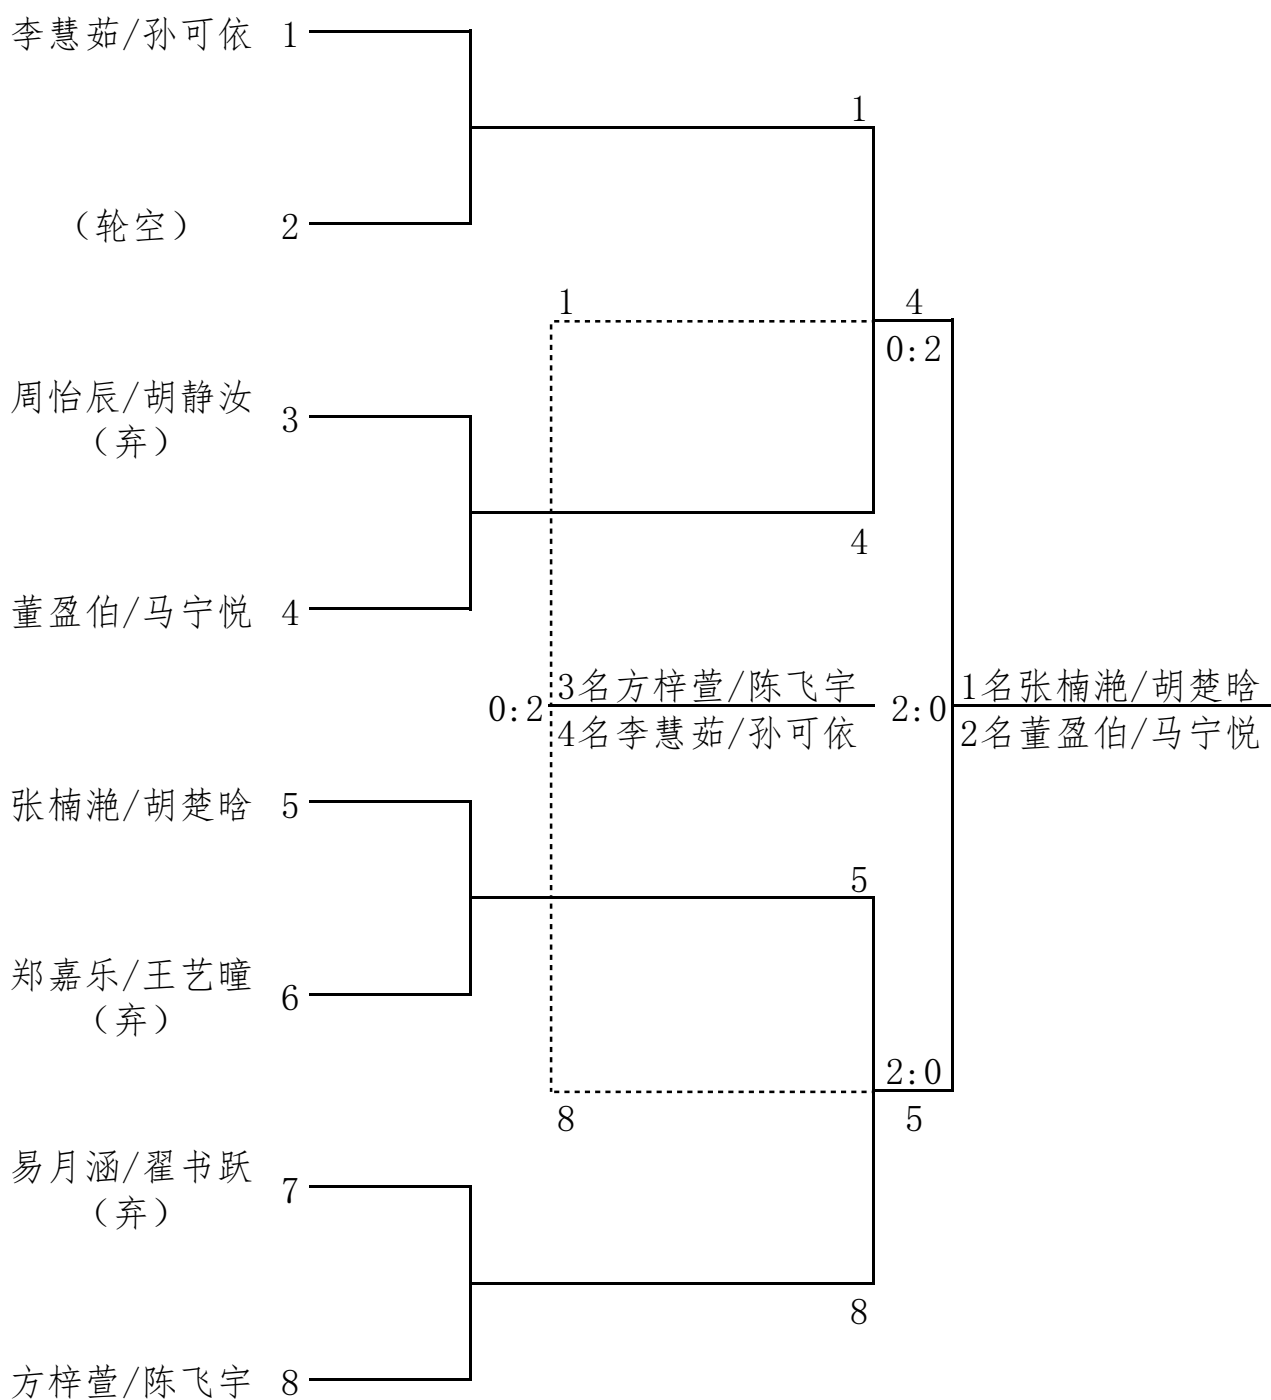 李慧茹/孙可依 1
1
（轮空） 2
1
4
0:2
周怡辰/胡静汝
（弃）
3
4
董盈伯/马宁悦 4
3名方梓萱/陈飞宇
0:2
4名李慧茹/孙可依
1名张楠滟/胡楚晗
2:0
2名董盈伯/马宁悦
张楠滟/胡楚晗 5
5
郑嘉乐/王艺瞳
（弃）
6
2:0
8
5
易月涵/翟书跃
（弃）
7
8
方梓萱/陈飞宇 8